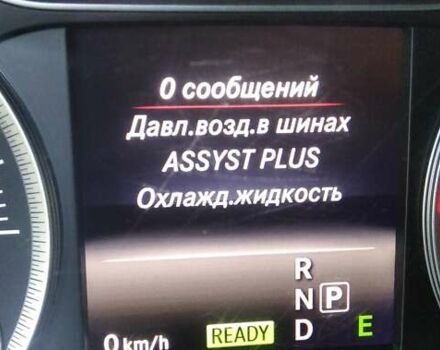 0 сообщений
Давл.возд.в шинах
ASSYST PLUS
Охлажд.жидкость
R
N P
D E
0 km/h READY